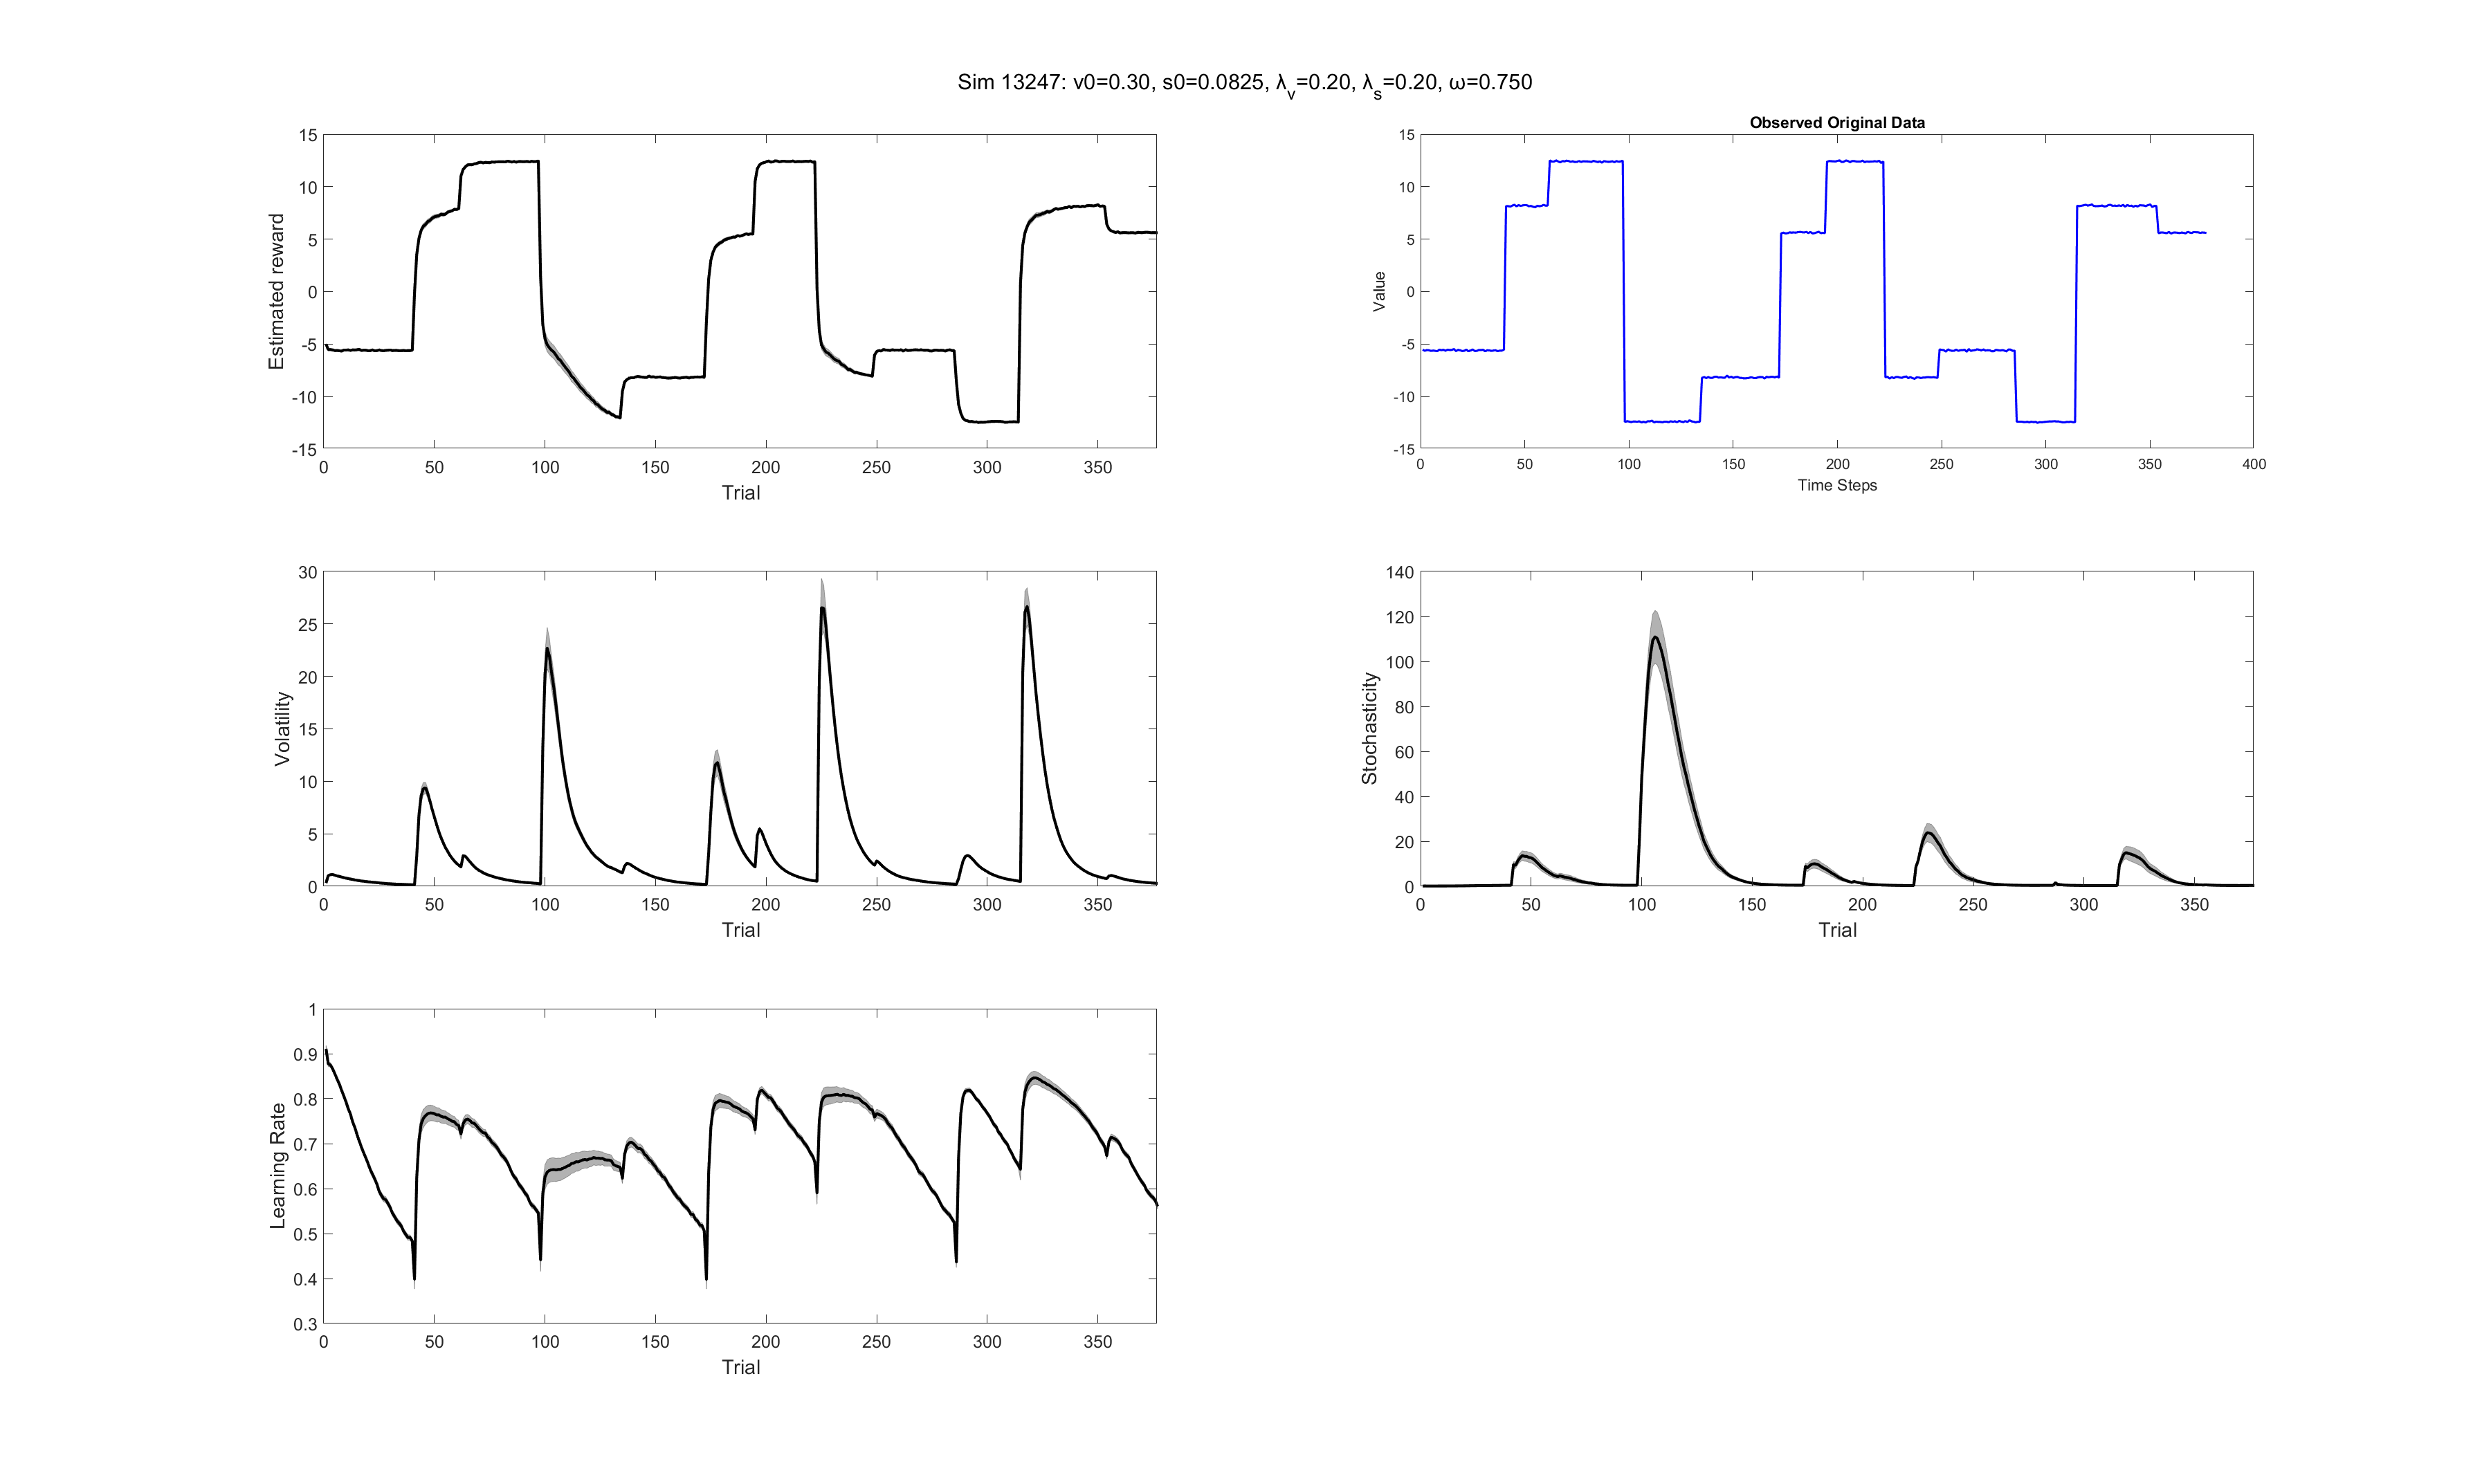 Sim 13247: v0=0.30, s0=0.0825, λv=0.20, λs=0.20, ω=0.750
15
10
5
0
-5
-10
-15
Estimated reward
0 50 100 150 200 250 300 350
Trial
Observed Original Data
15
10
5
0
-5
-10
-15
Value
0 50 100 150 200 250 300 350 400
Time Steps
30
25
20
15
10
5
0
Volatility
0 50 100 150 200 250 300 350
Trial
140
120
100
80
60
40
20
0
Stochasticity
0 50 100 150 200 250 300 350
Trial
1
0.9
0.8
0.7
0.6
0.5
0.4
0.3
Learning Rate
0 50 100 150 200 250 300 350
Trial